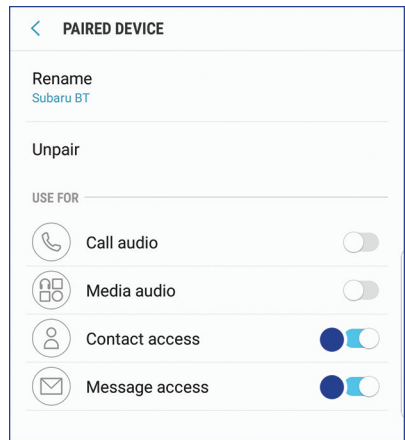 PAIRED DEVICE
Rename
Subaru BT
Unpair
USE FOR
Call audio
Media audio
Contact access
Message access